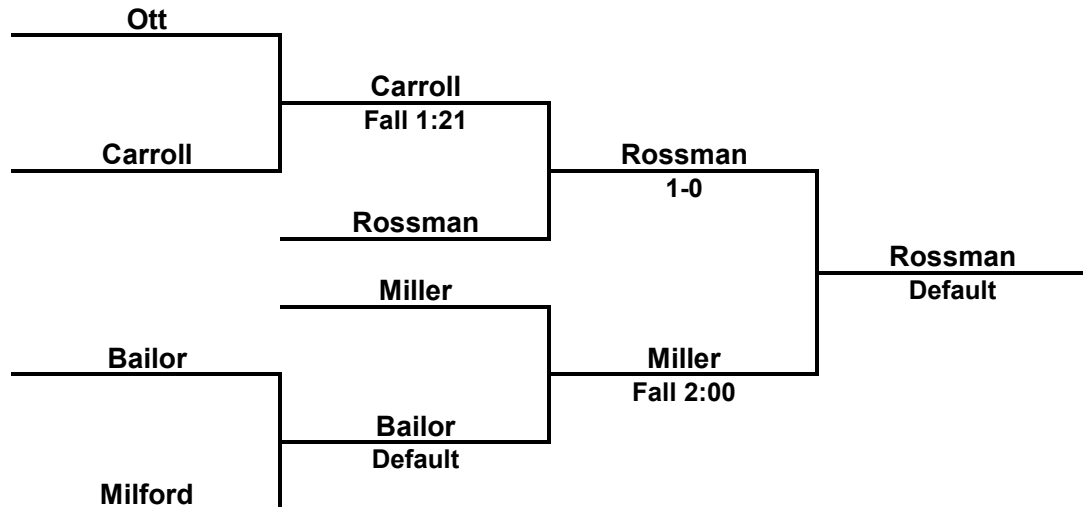 Ott
Carroll
Fall 1:21
Carroll
Rossman
1-0
Rossman
Rossman
Default
Miller
Bailor
Miller
Fall 2:00
Bailor
Default
Milford